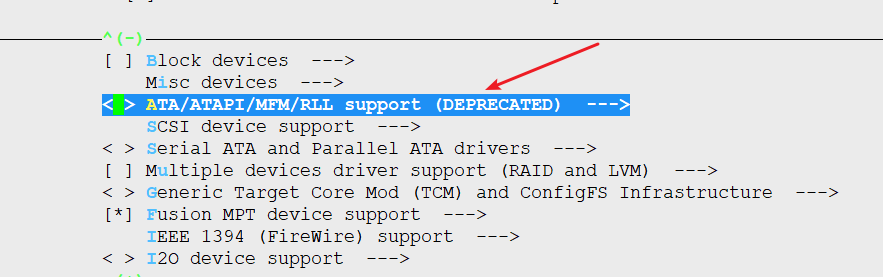 ^(-)
[ ] Block devices  --->
Misc devices  --->
< > ATA/ATAPI/MFM/RLL support (DEPRECATED)  --->
SCSI device support  --->
< > Serial ATA and Parallel ATA drivers  --->
[ ] Multiple devices driver support (RAID and LVM)  --->
< > Generic Target Core Mod (TCM) and ConfigFS Infrastructure  --->
[*] Fusion MPT device support  --->
IEEE 1394 (FireWire) support  --->
< > I2O device support  --->